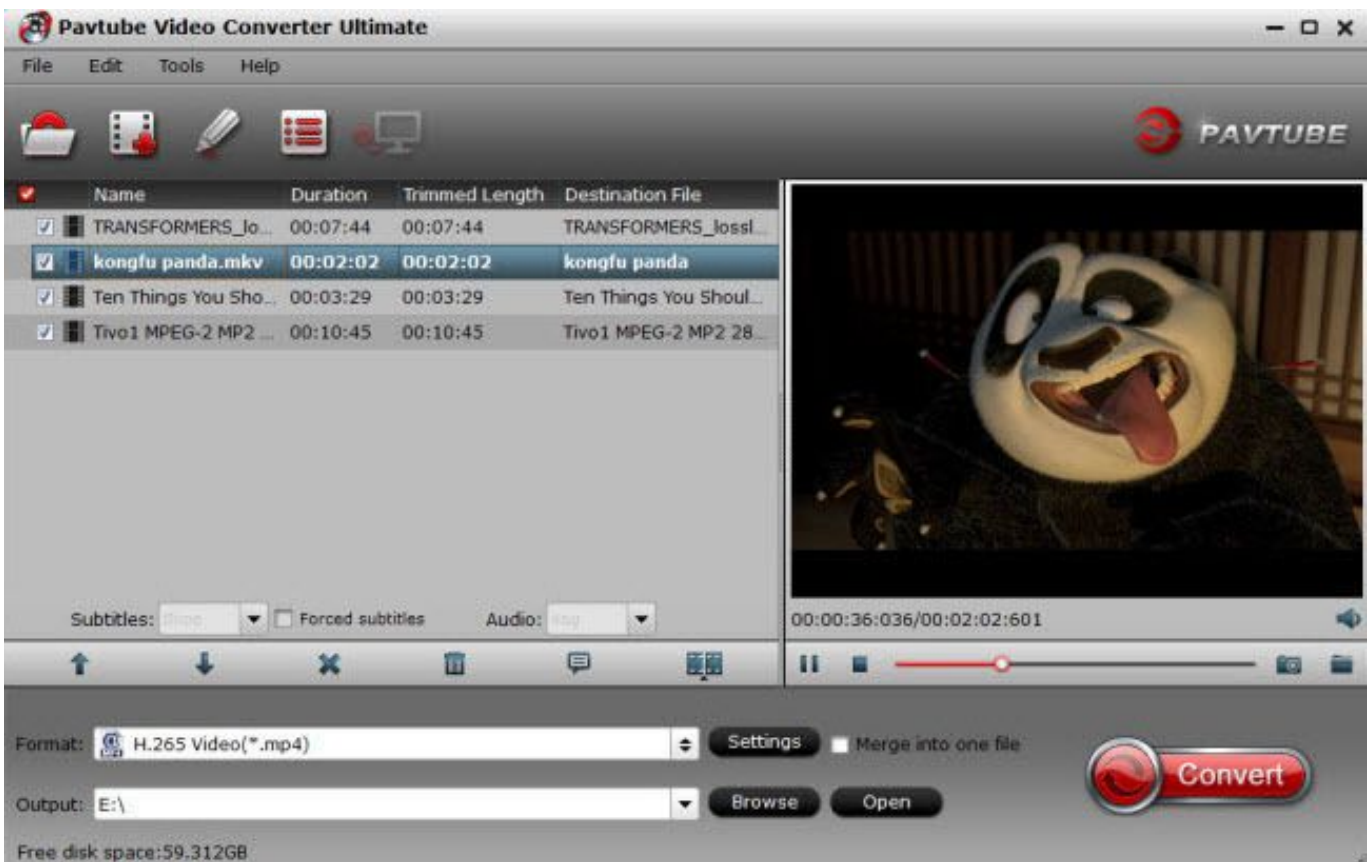 Pavtube Video Converter Ultimate
File Edit Tools Help
PAVTUBE
Name Duration Trimmed Length Destination File
TRANSFORMERS_lo... 00:07:44 00:07:44 TRANSFORMERS_lossl...
kongfu panda.mkv 00:02:02 00:02:02 kongfu panda
Ten Things You Sho... 00:03:29 00:03:29 Ten Things You Shoul...
Tivo1 MPEG-2 MP2 ... 00:10:45 00:10:45 Tivo1 MPEG-2 MP2 28...
Subtitles: Forced subtitles Audio:
00:00:36:036/00:02:02:601
Format: H.265 Video(*.mp4) Settings Merge into one file
Convert
Output: E:\ Browse Open
Free disk space:59.312GB